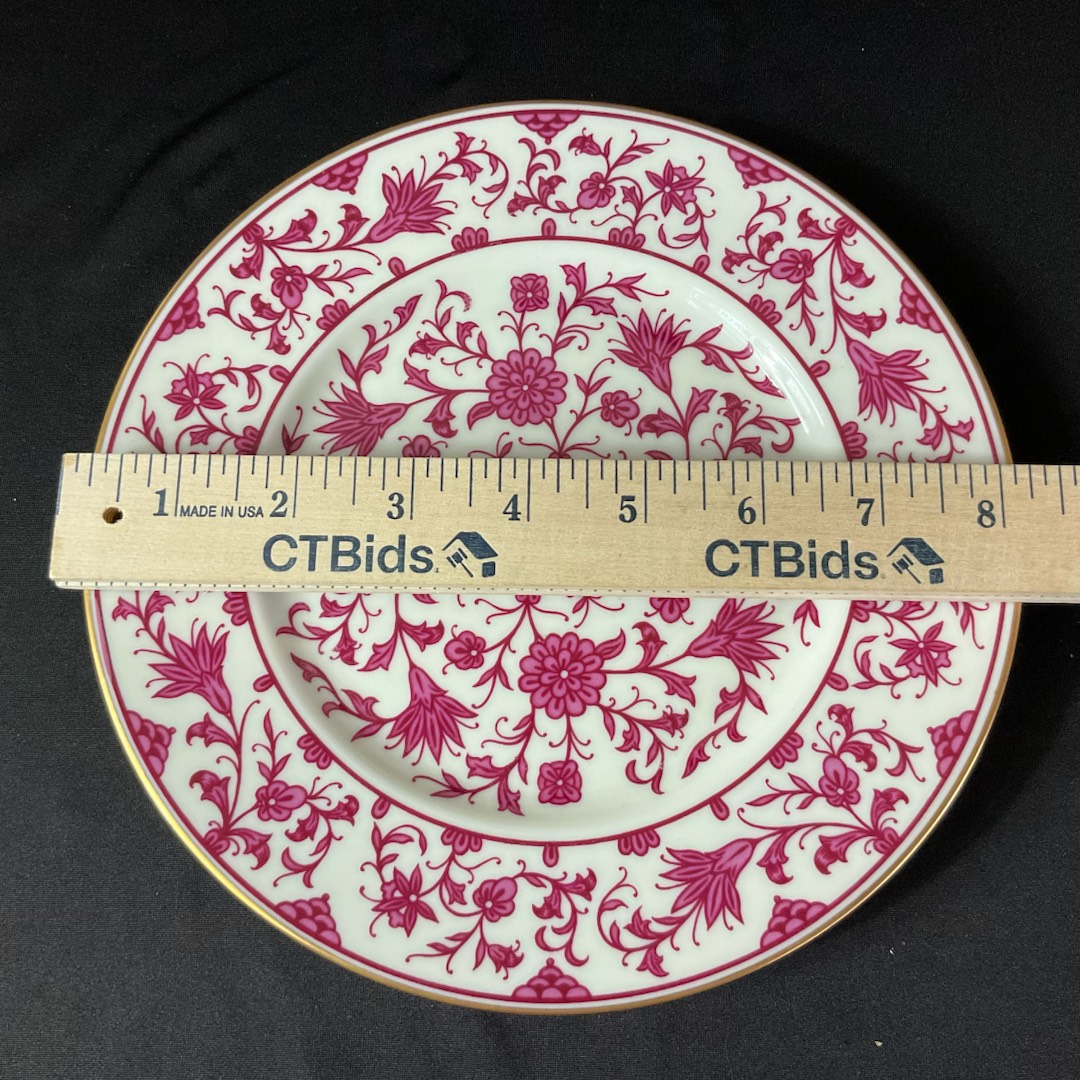 1 MADE IN USA 2 3 4 5 6 7 8
CTBids. CTBids.